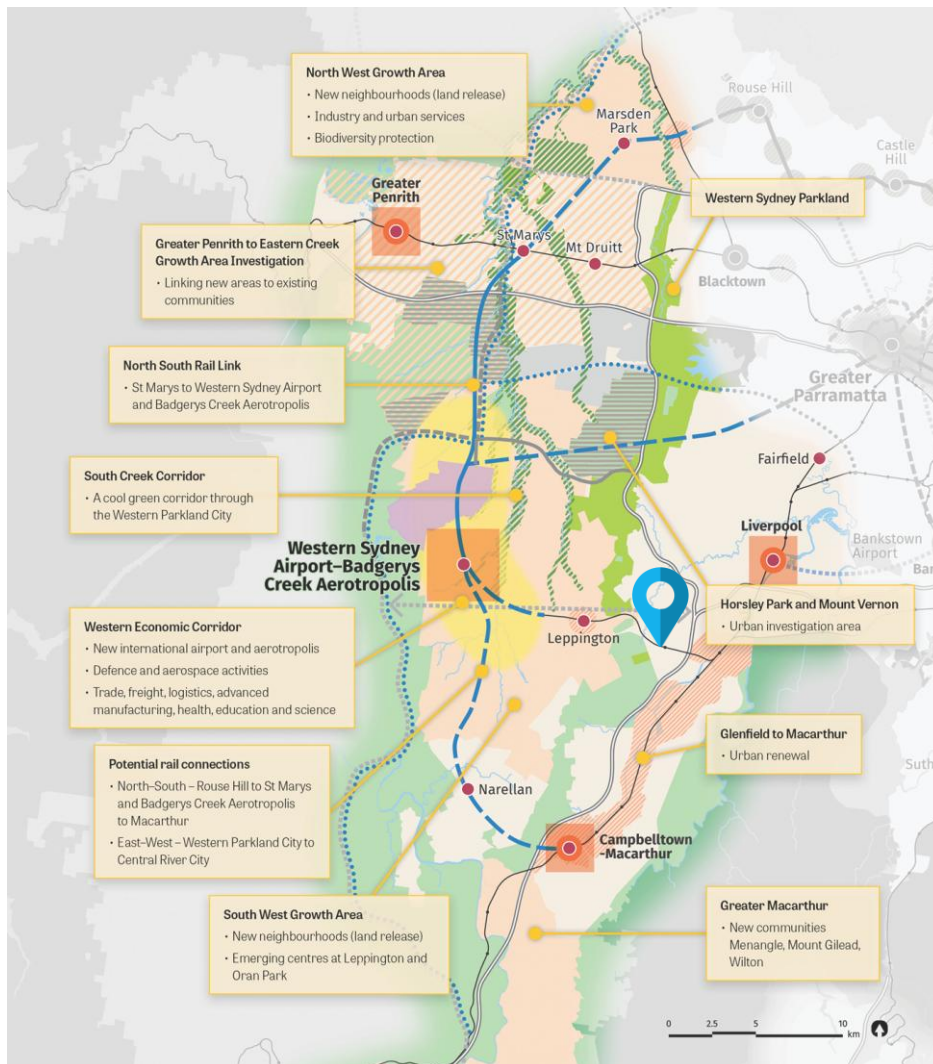 North West Growth Area
• New neighbourhoods (land release)
• Industry and urban services
• Biodiversity protection
Rouse Hill
Marsden
Park
Castle
Hill
Greater
Penrith
Western Sydney Parkland
St Marys
Mt Druitt
Greater Penrith to Eastern Creek
Growth Area Investigation
• Linking new areas to existing
communities
Blacktown
North South Rail Link
• St Marys to Western Sydney Airport
and Badgerys Creek Aerotropolis
Greater
Parramatta
Fairfield
South Creek Corridor
• A cool green corridor through
the Western Parkland City
Liverpool
Bankstown
Airport
Western Sydney
Airport–Badgerys
Creek Aerotropolis
Horsley Park and Mount Vernon
• Urban investigation area
Leppington
Western Economic Corridor
• New international airport and aerotropolis
• Defence and aerospace activities
• Trade, freight, logistics, advanced
manufacturing, health, education and science
Glenfield to Macarthur
• Urban renewal
Potential rail connections
• North–South – Rouse Hill to St Marys
and Badgerys Creek Aerotropolis
to Macarthur
• East–West – Western Parkland City to
Central River City
Narellan
Campbelltown
-Macarthur
South West Growth Area
• New neighbourhoods (land release)
• Emerging centres at Leppington and
Oran Park
Greater Macarthur
• New communities
Menangle, Mount Gilead,
Wilton
0 2.5 5 10
km